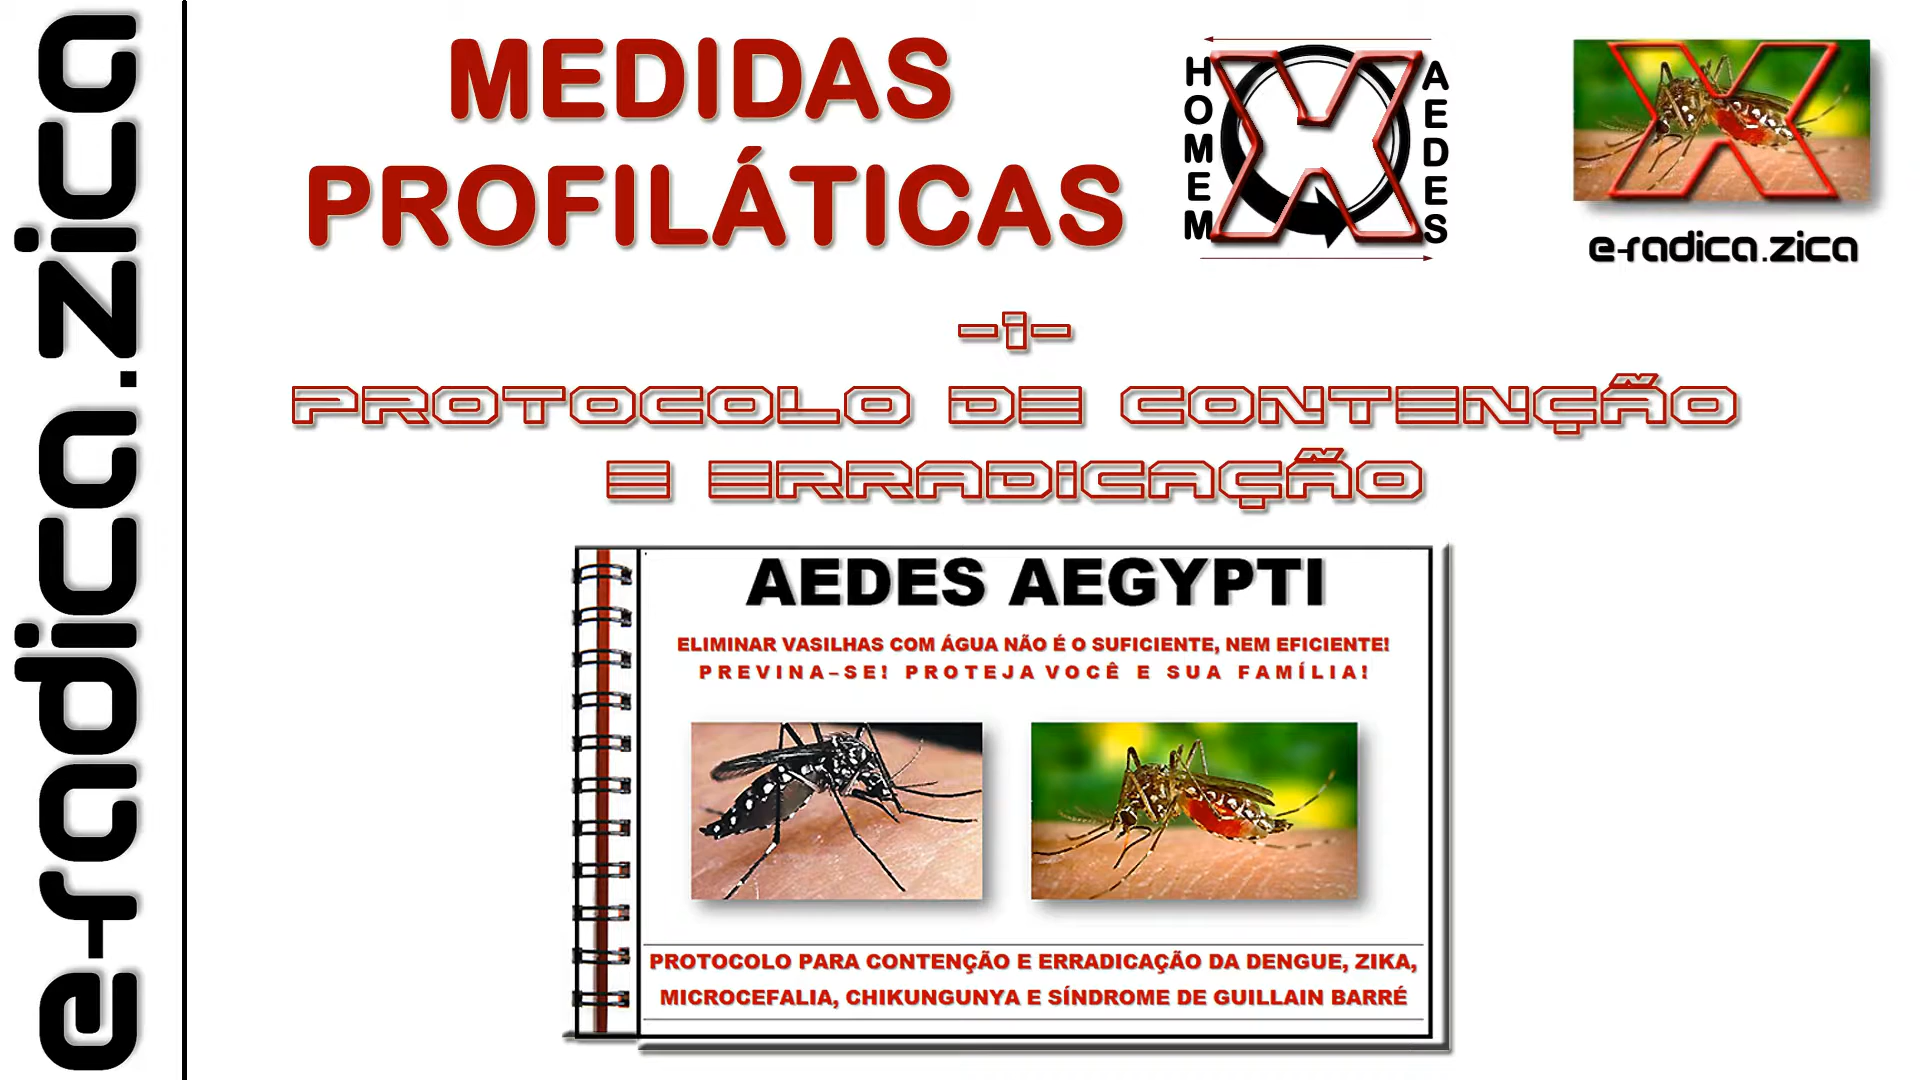 e-radica.zica
MEDIDAS
PROFILÁTICAS
HOMEM
X
AEDES
X
e-radica.zica
-i-
PROTOCOLO DE CONTENÇÃO
E ERRADiCAÇÃO
AEDES AEGYPTI
ELIMINAR VASILHAS COM ÁGUA NÃO É O SUFICIENTE, NEM EFICIENTE!
PREVINA–SE! PROTEJA VOCÊ E SUA FAMÍLIA!
PROTOCOLO PARA CONTENÇÃO E ERRADICAÇÃO DA DENGUE, ZIKA,
MICROCEFALIA, CHIKUNGUNYA E SÍNDROME DE GUILLAIN BARRÉ